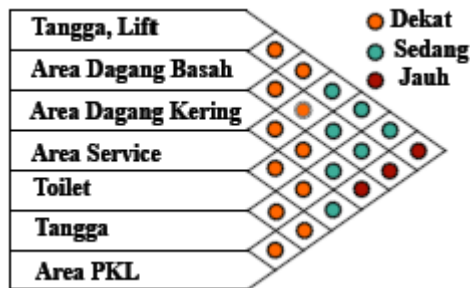 Tangga, Lift
Area Dagang Basah
Area Dagang Kering
Area Service
Toilet
Tangga
Area PKL
Dekat
Sedang
Jauh